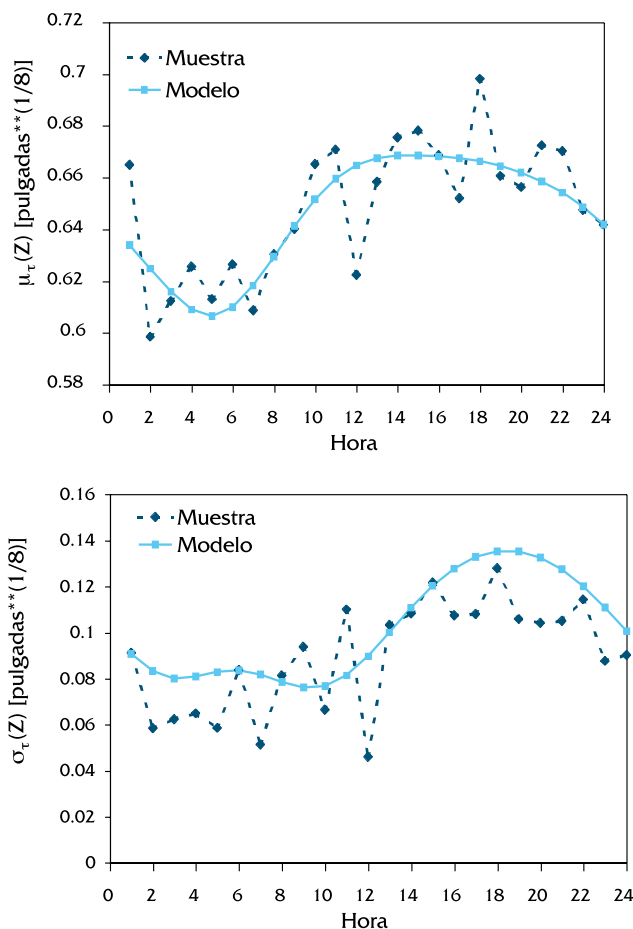 0.72
0.7
0.68
0.66
0.64
0.62
0.6
0.58
μτ(Z) [pulgadas**(1/8)]
Muestra
Modelo
0 2 4 6 8 10 12 14 16 18 20 22 24
Hora
0.16
0.14
0.12
0.1
0.08
0.06
0.04
0.02
0
στ(Z) [pulgadas**(1/8)]
Muestra
Modelo
0 2 4 6 8 10 12 14 16 18 20 22 24
Hora